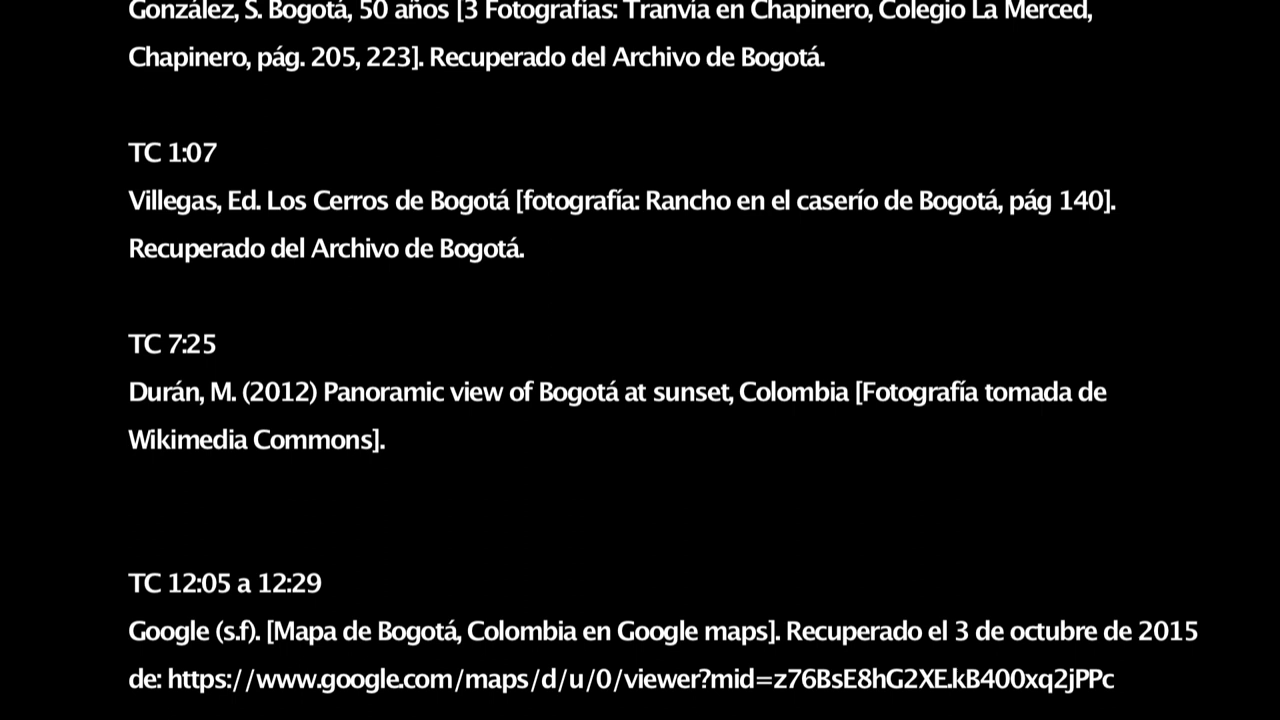 González, S. Bogotá, 50 años [3 Fotografías: Tranvía en Chapinero, Colegio La Merced,
Chapinero, pág. 205, 223]. Recuperado del Archivo de Bogotá.
TC 1:07
Villegas, Ed. Los Cerros de Bogotá [fotografía: Rancho en el caserío de Bogotá, pág 140].
Recuperado del Archivo de Bogotá.
TC 7:25
Durán, M. (2012) Panoramic view of Bogotá at sunset, Colombia [Fotografía tomada de
Wikimedia Commons].
TC 12:05 a 12:29
Google (s.f). [Mapa de Bogotá, Colombia en Google maps]. Recuperado el 3 de octubre de 2015
de: https://www.google.com/maps/d/u/0/viewer?mid=z76BsE8hG2XE.kB400xq2jPPc